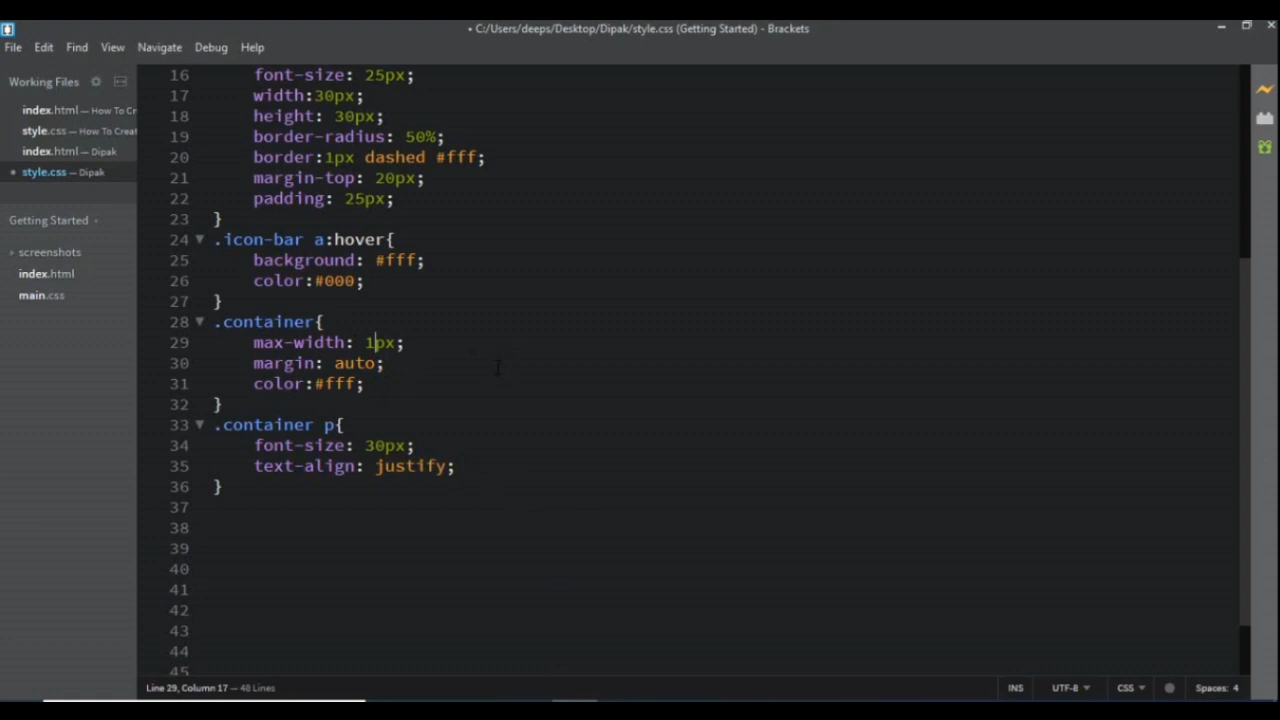 • C:/Users/deeps/Desktop/Dipak/style.css (Getting Started) - Brackets
File Edit Find View Navigate Debug Help
Working Files
index.html — How To Cr
style.css — How To Creat
index.html — Dipak
• style.css — Dipak
Getting Started
screenshots
index.html
main.css
16 font-size: 25px;
17 width:30px;
18 height: 30px;
19 border-radius: 50%;
20 border:1px dashed #fff;
21 margin-top: 20px;
22 padding: 25px;
23 }
24 .icon-bar a:hover{
25 background: #fff;
26 color:#000;
27 }
28 .container{
29 max-width: 1px;
30 margin: auto;
31 color:#fff;
32 }
33 .container p{
34 font-size: 30px;
35 text-align: justify;
36 }
37
38
39
40
41
42
43
44
45
Line 29, Column 17 — 48 Lines
INS UTF-8 CSS Spaces: 4